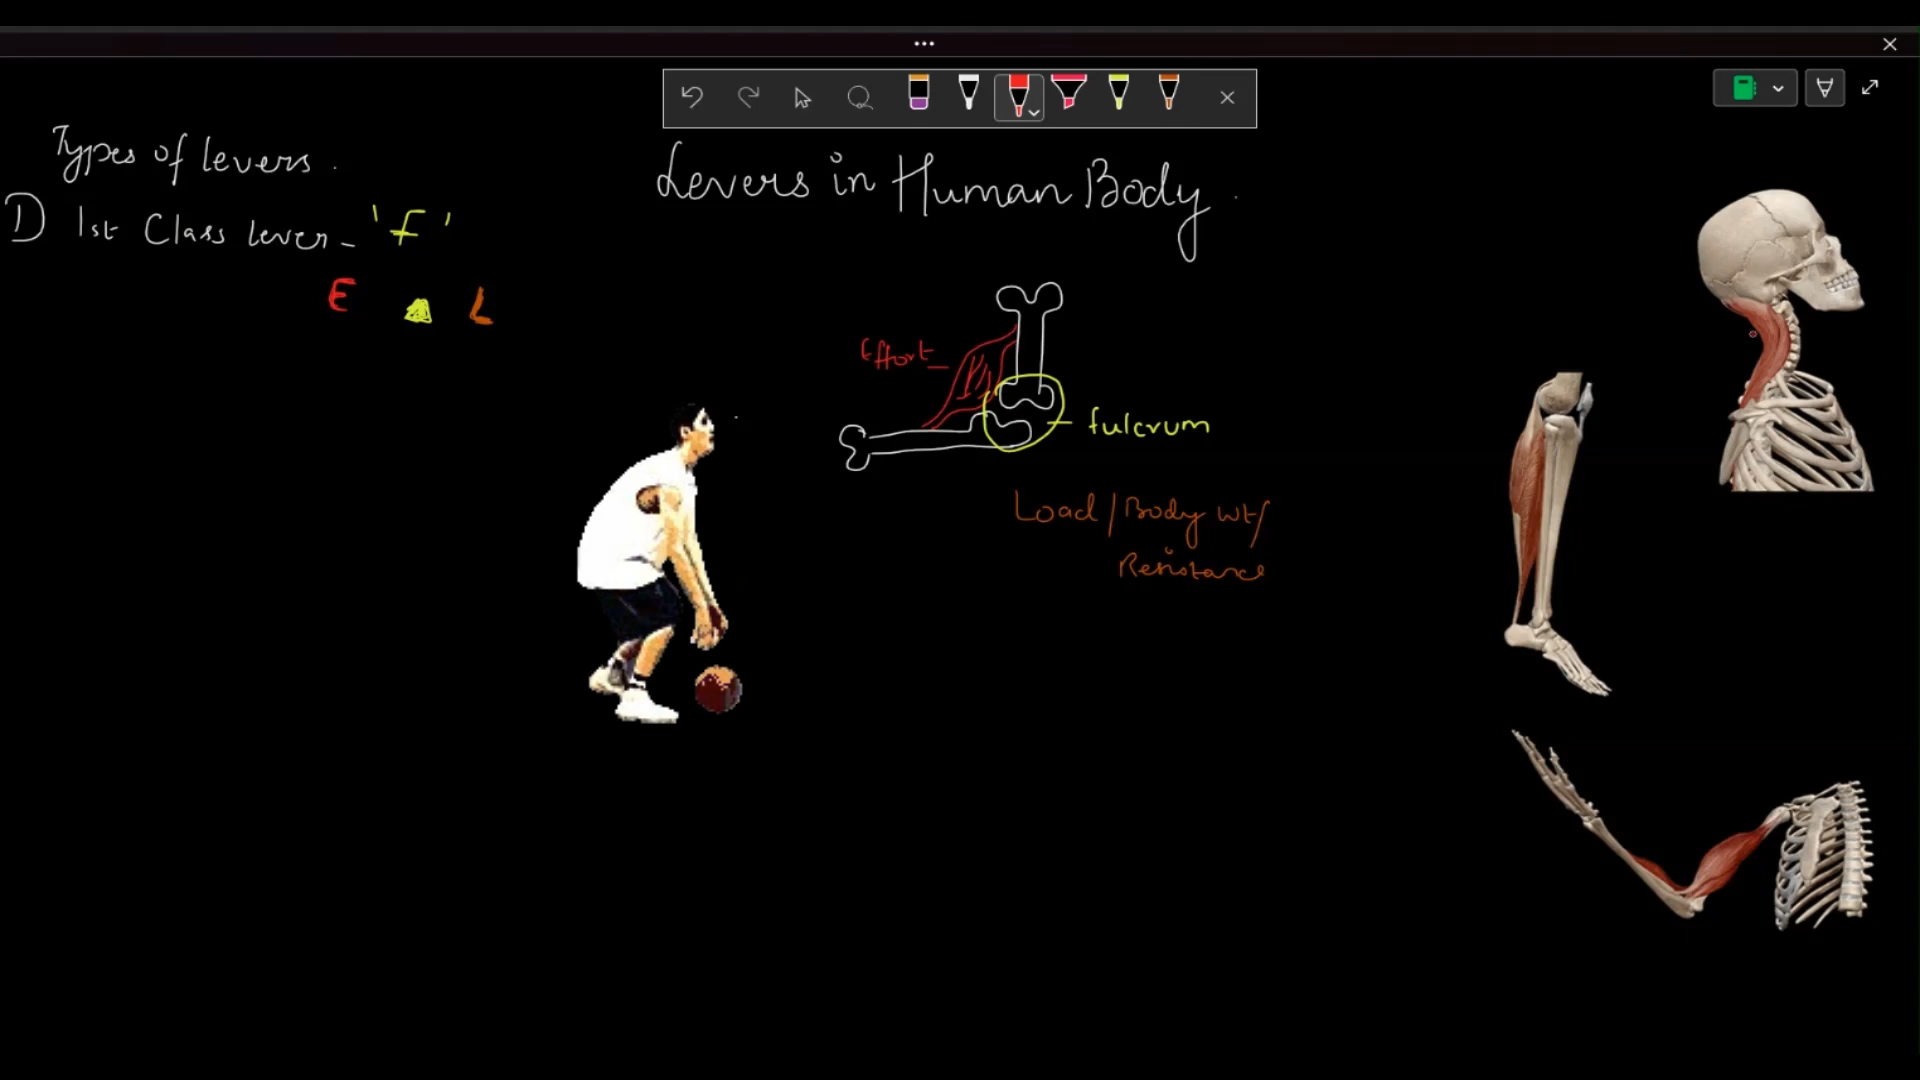 Types of levers.
Levers in Human Body.
1) 1st Class lever - 'f'
E L
Effort
fulcrum
Load / Body wt/
Resistance